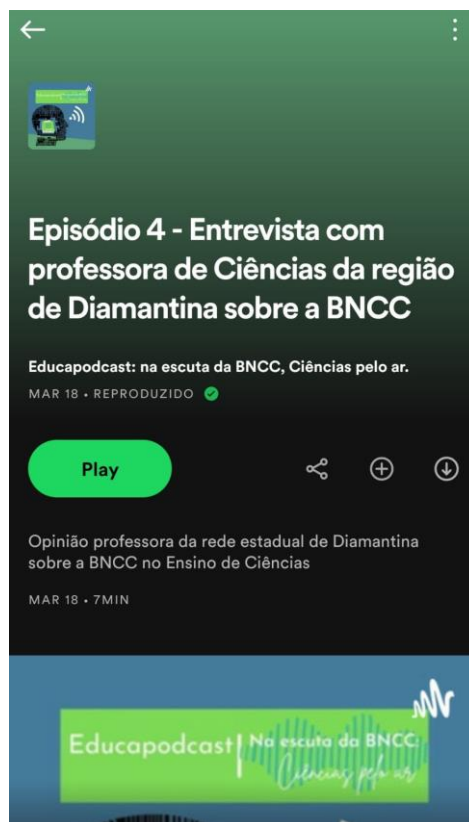 Episódio 4 - Entrevista com
professora de Ciências da região
de Diamantina sobre a BNCC
Educapodcast: na escuta da BNCC, Ciências pelo ar.
MAR 18 • REPRODUZIDO
Play
Opinião professora da rede estadual de Diamantina
sobre a BNCC no Ensino de Ciências
MAR 18 • 7MIN
Educapodcast| Na escuta da BNCC:
Ciências pelo ar